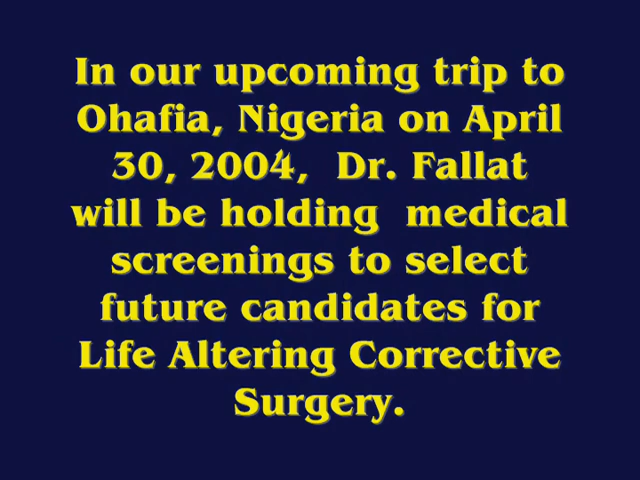 In our upcoming trip to
Ohafia, Nigeria on April
30, 2004, Dr. Fallat
will be holding medical
screenings to select
future candidates for
Life Altering Corrective
Surgery.